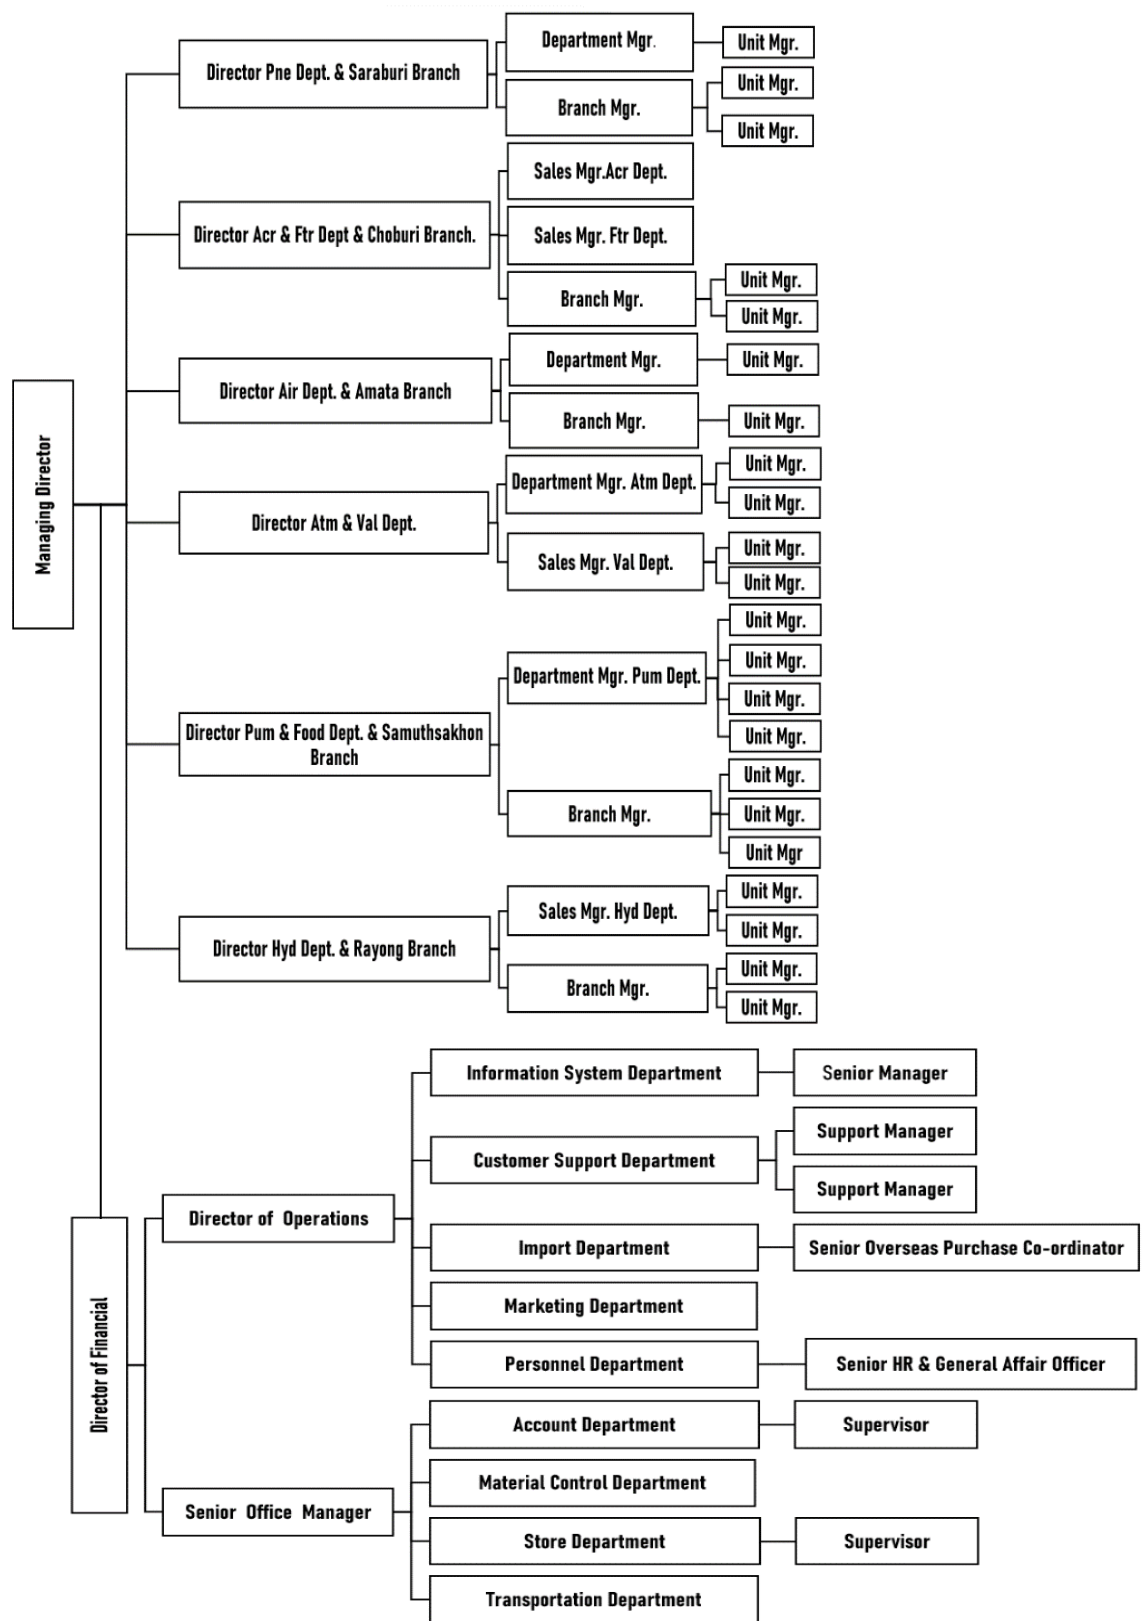 Managing Director
Director Pne Dept. & Saraburi Branch
Department Mgr.
Unit Mgr.
Branch Mgr.
Unit Mgr.
Unit Mgr.
Director Acr & Ftr Dept & Choburi Branch.
Sales Mgr.Acr Dept.
Sales Mgr. Ftr Dept.
Branch Mgr.
Unit Mgr.
Unit Mgr.
Director Air Dept. & Amata Branch
Department Mgr.
Unit Mgr.
Branch Mgr.
Unit Mgr.
Director Atm & Val Dept.
Department Mgr. Atm Dept.
Unit Mgr.
Unit Mgr.
Sales Mgr. Val Dept.
Unit Mgr.
Unit Mgr.
Director Pum & Food Dept. & Samuthsakhon
Branch
Department Mgr. Pum Dept.
Unit Mgr.
Unit Mgr.
Unit Mgr.
Unit Mgr.
Branch Mgr.
Unit Mgr.
Unit Mgr.
Unit Mgr
Director Hyd Dept. & Rayong Branch
Sales Mgr. Hyd Dept.
Unit Mgr.
Unit Mgr.
Branch Mgr.
Unit Mgr.
Unit Mgr.
Director of Financial
Director of Operations
Information System Department
Senior Manager
Customer Support Department
Support Manager
Support Manager
Import Department
Senior Overseas Purchase Co-ordinator
Marketing Department
Personnel Department
Senior HR & General Affair Officer
Senior Office Manager
Account Department
Supervisor
Material Control Department
Store Department
Supervisor
Transportation Department